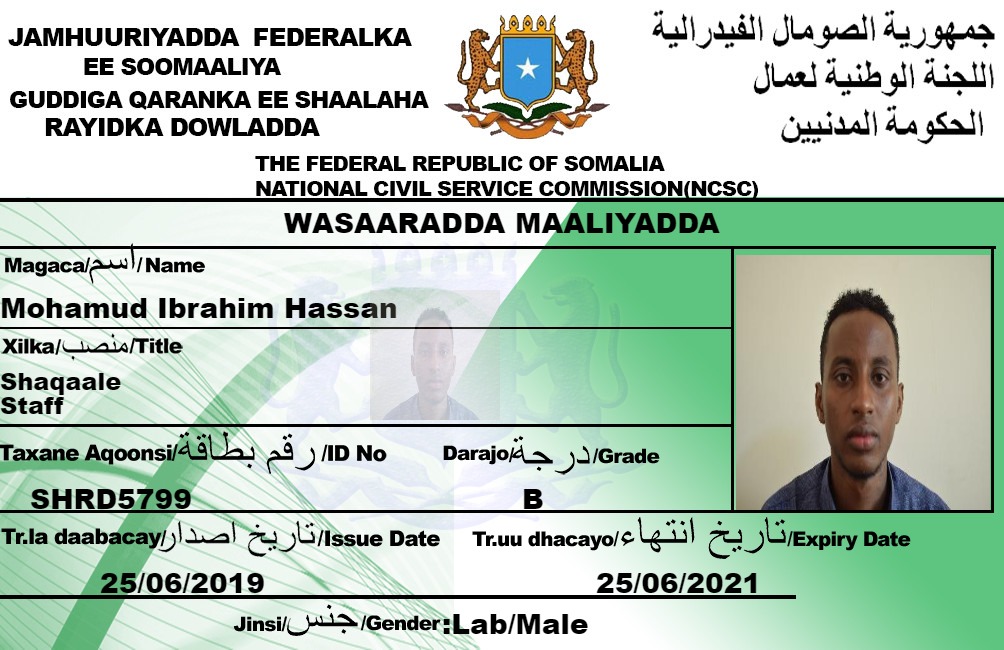 JAMHUURIYADDA FEDERALKA
EE SOOMAALIYA
GUDDIGA QARANKA EE SHAALAHA
RAYIDKA DOWLADDA
جمهورية الصومال الفيدرالية
اللجنة الوطنية لعمال
الحكومة المدنيين
THE FEDERAL REPUBLIC OF SOMALIA
NATIONAL CIVIL SERVICE COMMISSION(NCSC)
WASAARADDA MAALIYADDA
Magaca/اسم/Name
Mohamud Ibrahim Hassan
Xilka/منصب/Title
Shaqaale
Staff
Taxane Aqoonsi/رقم بطاقة/ID No
SHRD5799
Darajo/درجة/Grade
B
Tr.la daabacay/تاريخ اصدار/Issue Date
25/06/2019
Tr.uu dhacayo/تاريخ انتهاء/Expiry Date
25/06/2021
Jinsi/جنس/Gender:Lab/Male